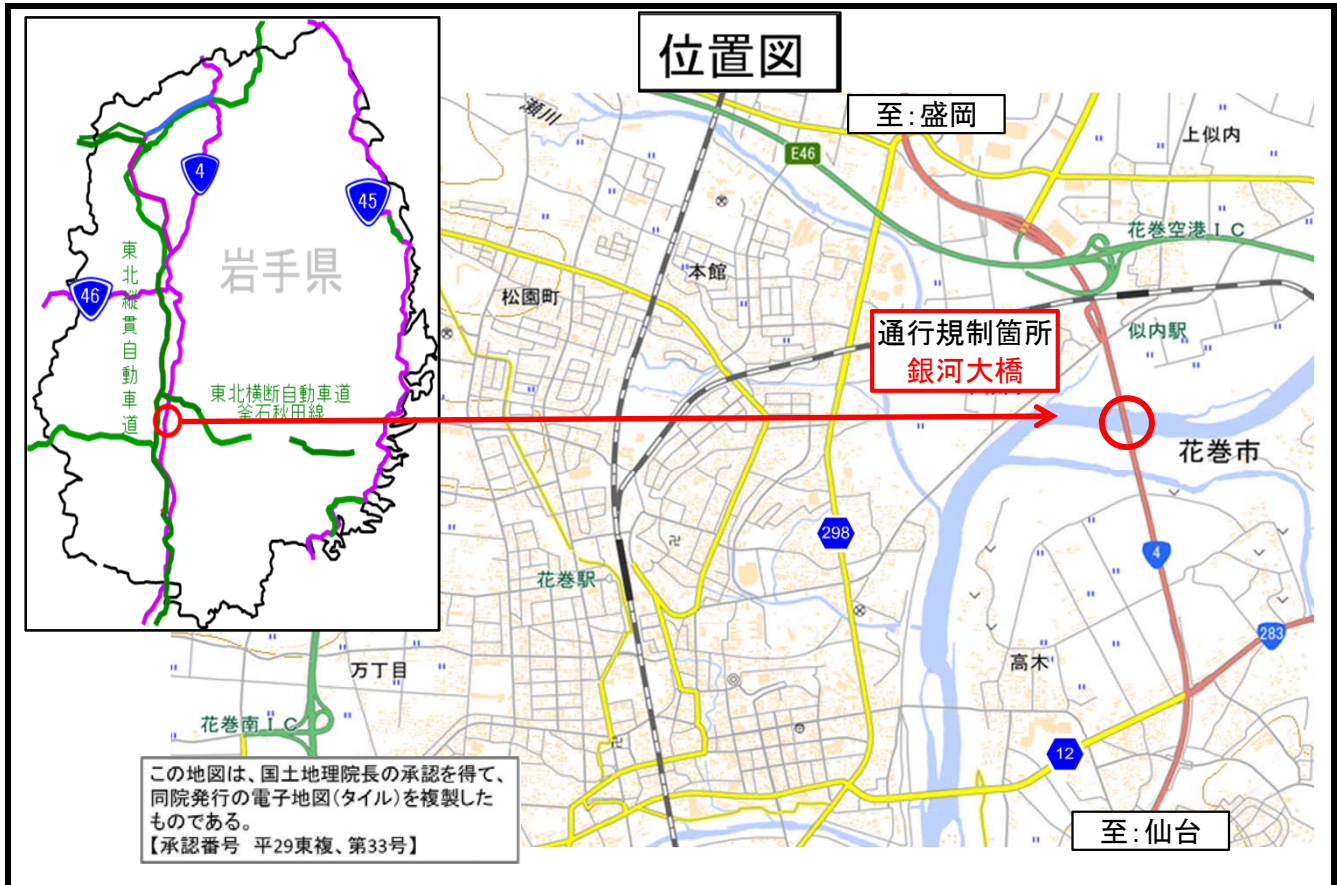 位置図
4
45
46
岩手県
東北縦貫自動車道
東北横断自動車道
釜石秋田線
瀬川
至:盛岡
上似内
E46
花巻空港IC
本館
松園町
似内駅
通行規制箇所
銀河大橋
花巻市
298
4
花巻駅
283
高木
万丁目
花巻南IC
12
至:仙台
この地図は、国土地理院長の承認を得て、
同院発行の電子地図(タイル)を複製した
ものである。
【承認番号 平29東複、第33号】